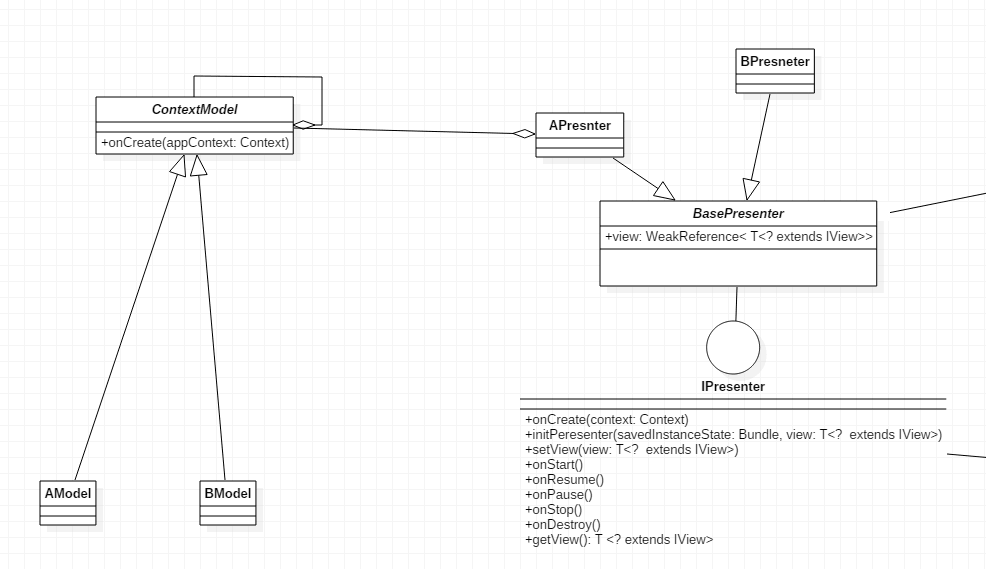 BPresneter
ContextModel
+onCreate(appContext: Context)
APresnter
BasePresenter
+view: WeakReference< T<? extends IView>>
IPresenter
+onCreate(context: Context)
+initPeresenter(savedInstanceState: Bundle, view: T<?  extends IView>)
+setView(view: T<?  extends IView>)
+onStart()
+onResume()
+onPause()
+onStop()
+onDestroy()
+getView(): T <? extends IView>
AModel
BModel